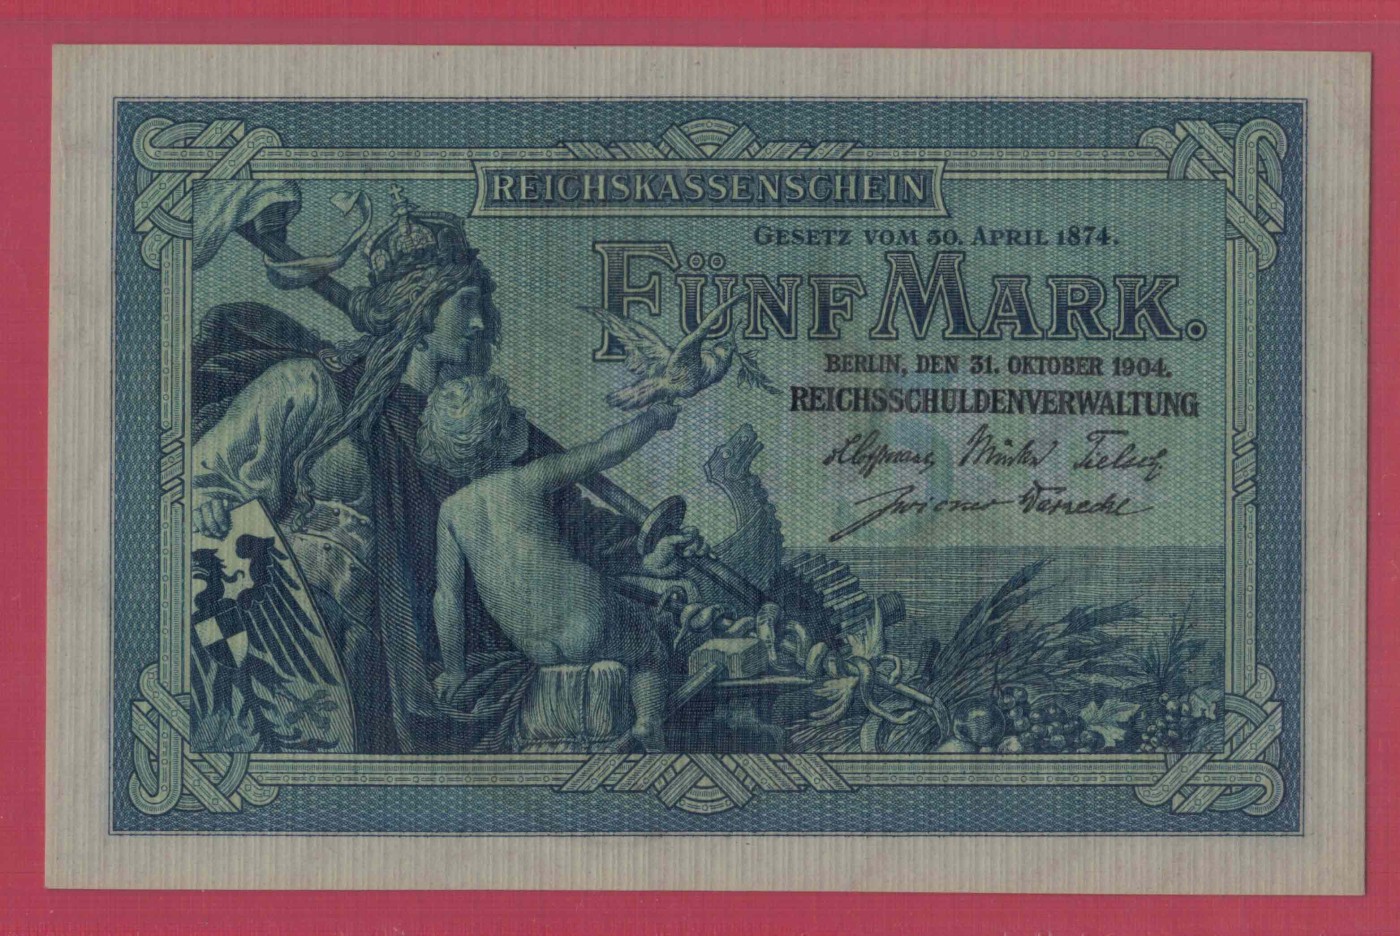 REICHSKASSENSCHEIN
GESETZ VOM 30. APRIL 1874.
FÜNF MARK.
BERLIN, DEN 31. OKTOBER 1904.
REICHSSCHULDENVERWALTUNG